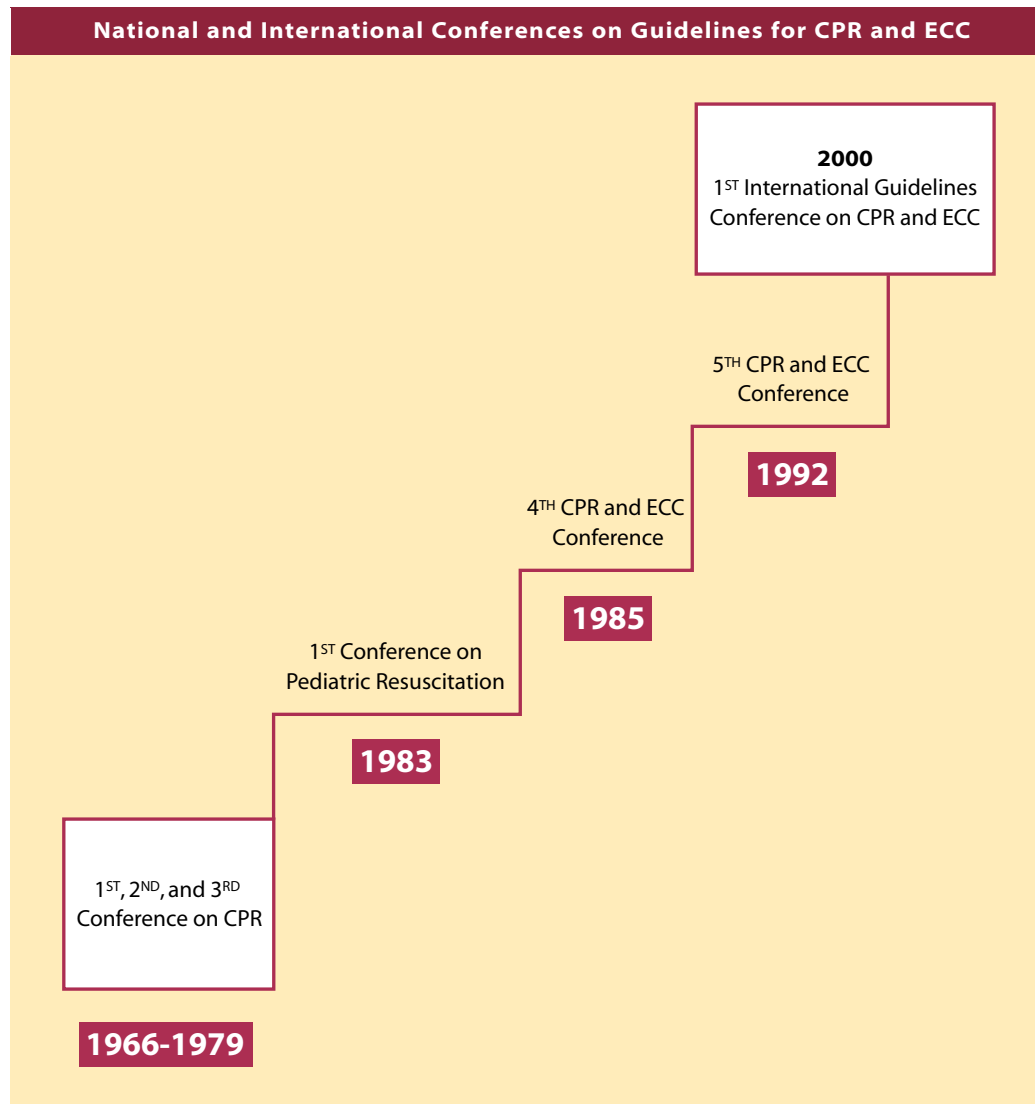 National and International Conferences on Guidelines for CPR and ECC
2000
1ST International Guidelines
Conference on CPR and ECC
5TH CPR and ECC
Conference
1992
4TH CPR and ECC
Conference
1985
1ST Conference on
Pediatric Resuscitation
1983
1ST, 2ND, and 3RD
Conference on CPR
1966-1979